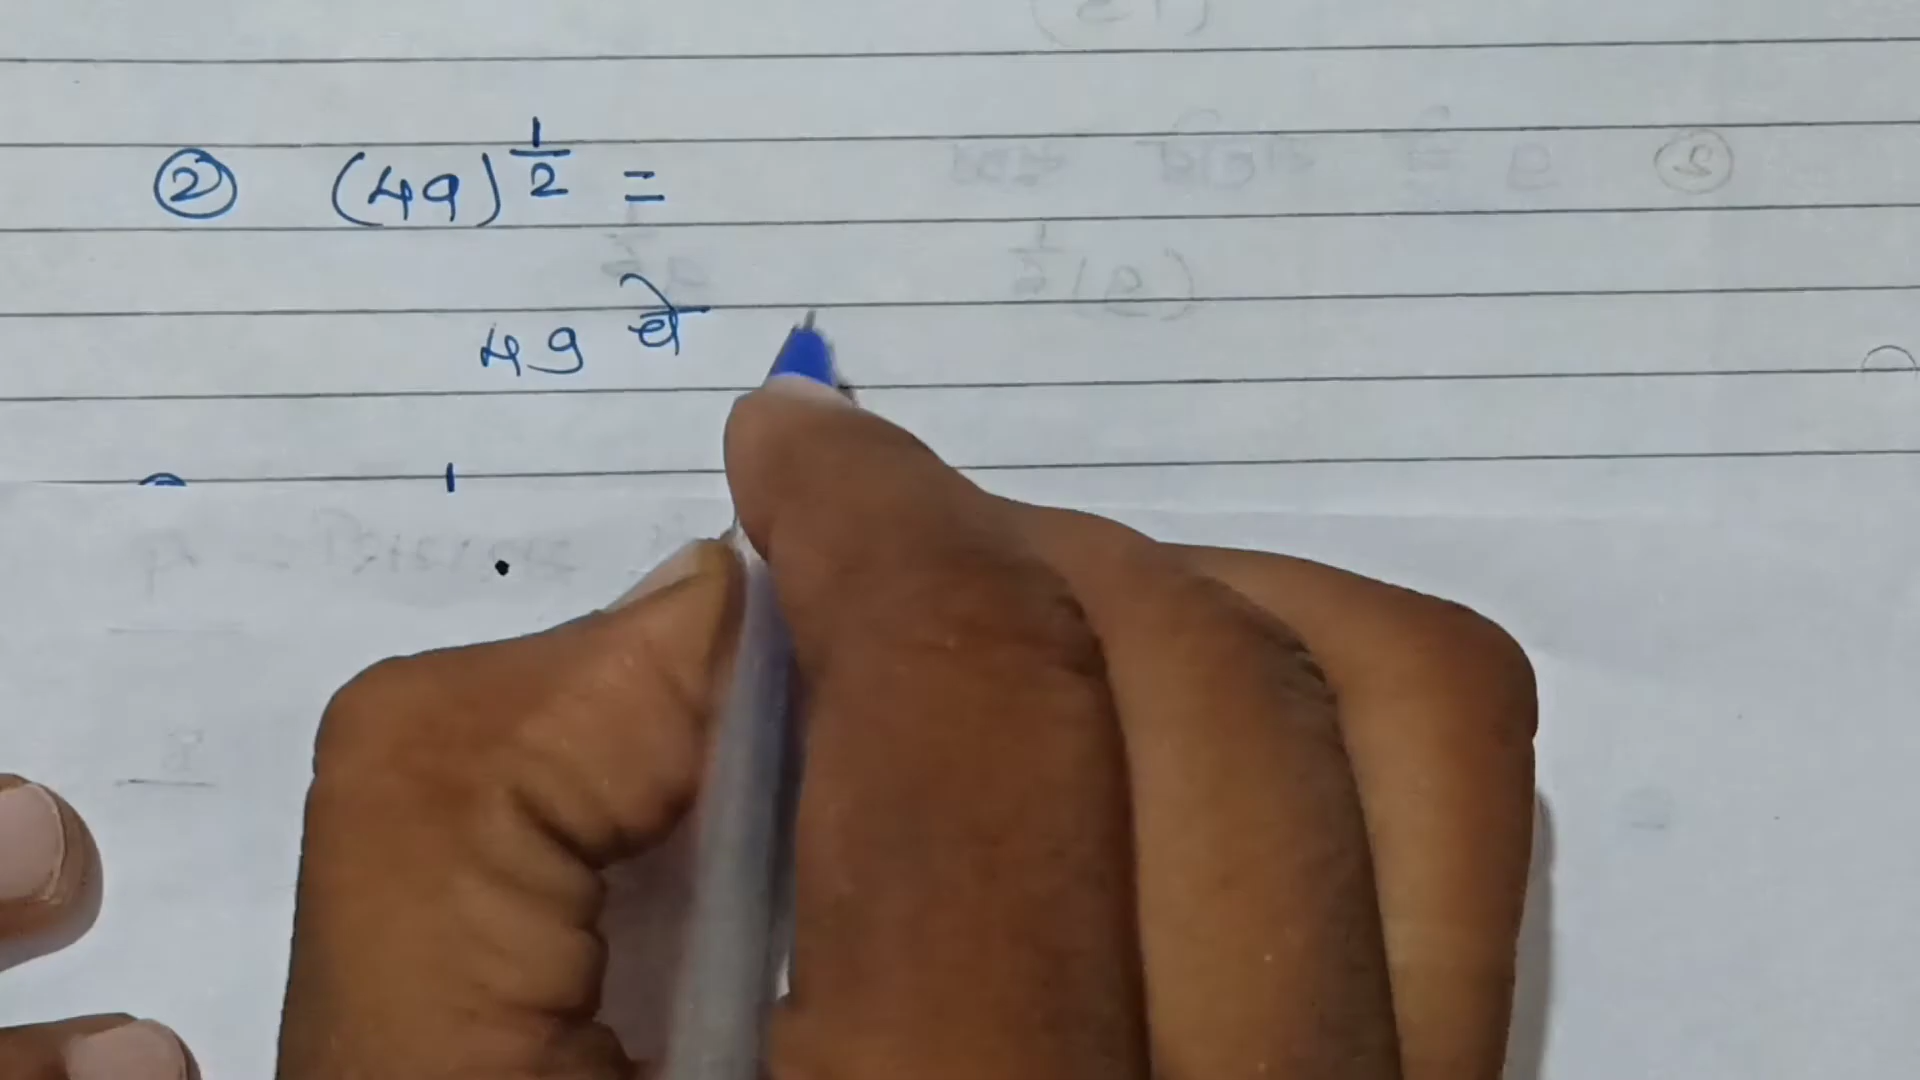 ② (49)^{1/2} =
49 चे